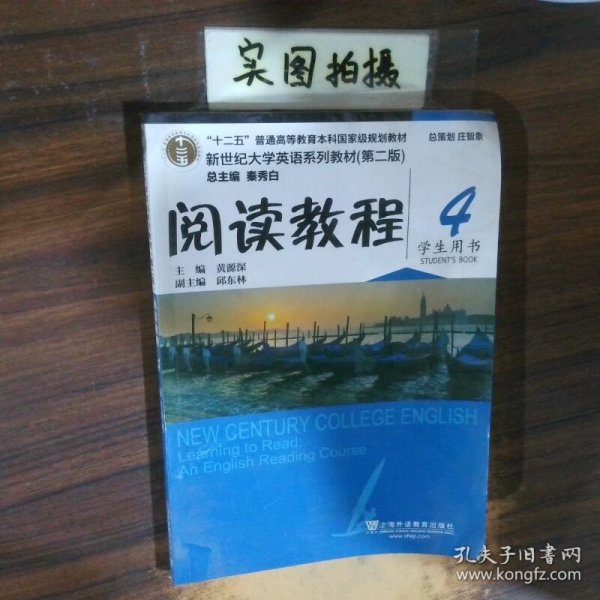 实图拍摄
"十二五"普通高等教育本科国家级规划教材
总策划 庄智象
新世纪大学英语系列教材(第二版)
总主编 秦秀白
阅读教程
4
学生用书
STUDENT'S BOOK
主 编 黄源深
副主编 邱东林
NEW CENTURY COLLEGE ENGLISH
Learning to Read:
An English Reading Course
上海外语教育出版社
www.sflep.com
孔夫子旧书网
www.kongfz.com